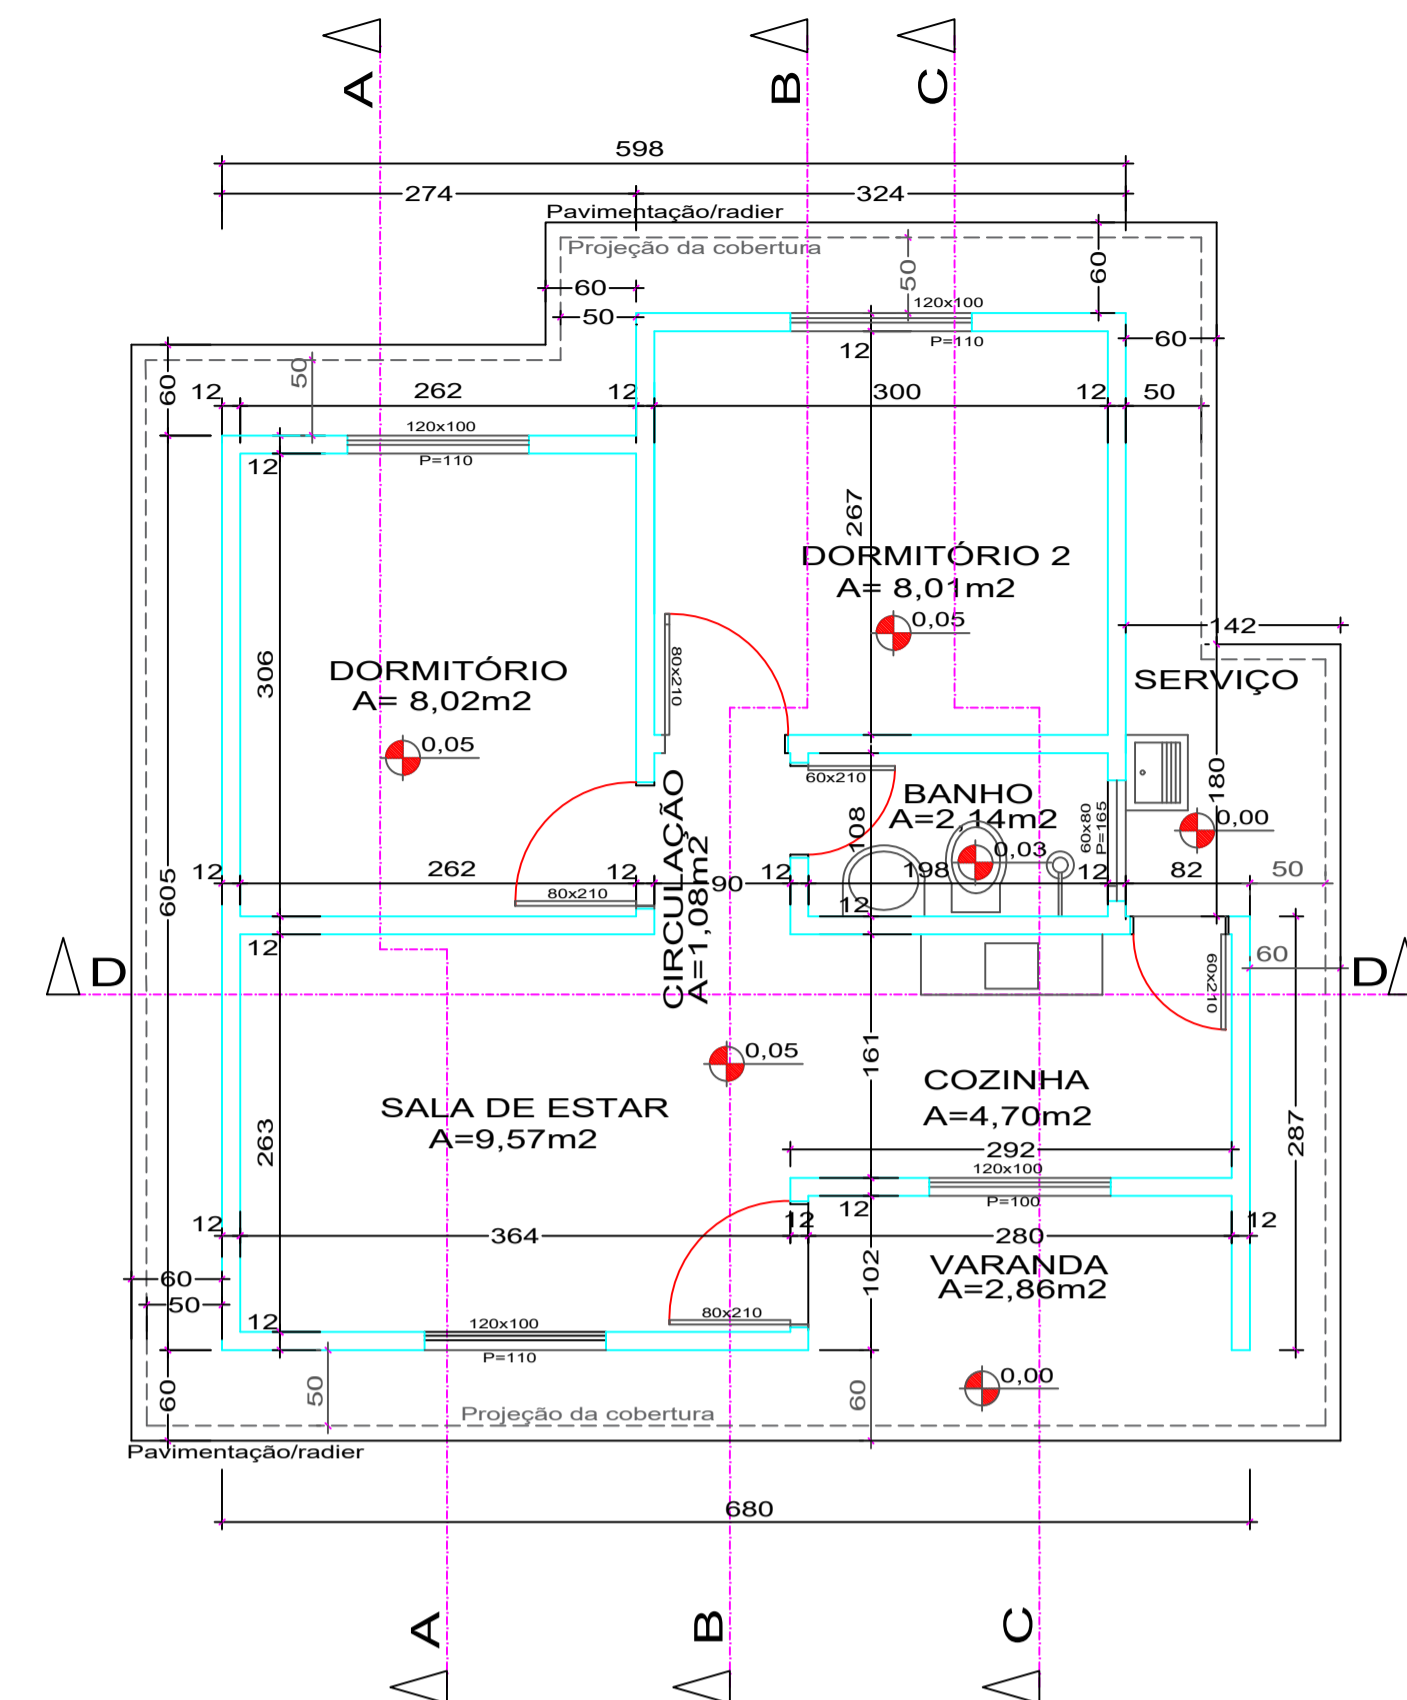 A
B
C
598
274
324
Pavimentação/radier
Projeção da cobertura
60
50
50
60
120x100
P=110
12
60
60
50
12
262
12
300
12
50
120x100
P=110
12
267
DORMITÓRIO 2
A= 8,01m2
0,05
142
SERVIÇO
306
DORMITÓRIO
A= 8,02m2
0,05
80x210
60x210
BANHO
A=2,14m2
108
0,03
60x80
P=165
180
0,00
CIRCULAÇÃO
A=1,08m2
605
12
262
12
90
12
198
12
82
50
80x210
12
12
D
60x210
60
D
0,05
161
COZINHA
A=4,70m2
SALA DE ESTAR
A=9,57m2
263
292
120x100
P=100
287
12
364
12
12
280
12
102
VARANDA
A=2,86m2
60
50
12
120x100
P=110
80x210
0,00
60
50
60
Projeção da cobertura
Pavimentação/radier
680
A
B
C